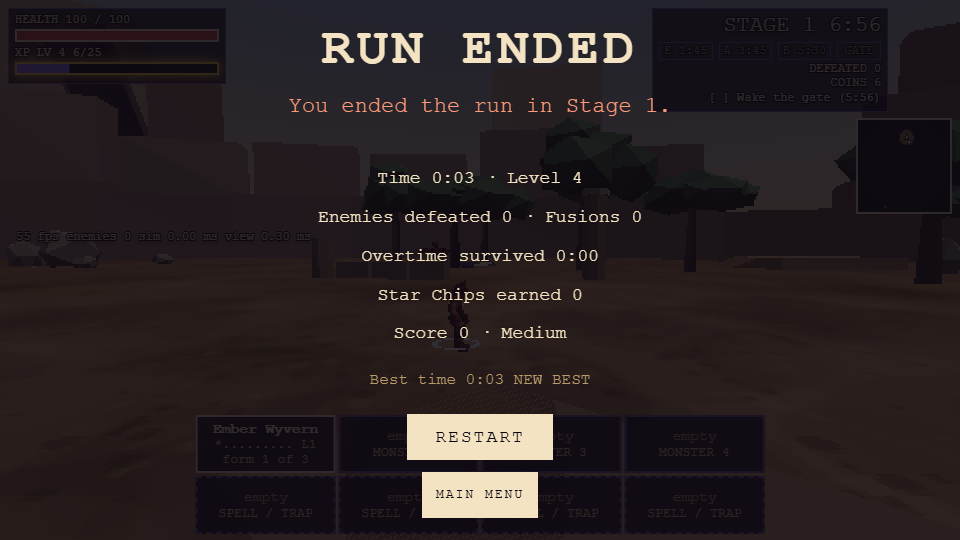 HEALTH 100 / 100
XP LV 4 6/25
RUN ENDED
You ended the run in Stage 1.
STAGE 1 6:56
E 1:45 A 3:45 B 5:30 GATE
DEFEATED 0
COINS 6
[ ] Wake the gate (5:56)
Time 0:03 · Level 4
Enemies defeated 0 · Fusions 0
55 fps enemies 0 sim 0.00 ms view 0.30 ms
Overtime survived 0:00
Star Chips earned 0
Score 0 · Medium
Best time 0:03 NEW BEST
RESTART
MAIN MENU
Ember Wyvern
*......... L1
form 1 of 3
empty
MONSTER 4
empty
SPELL / TRAP
SPELL /
/ TRAP
empty
SPELL / TRAP